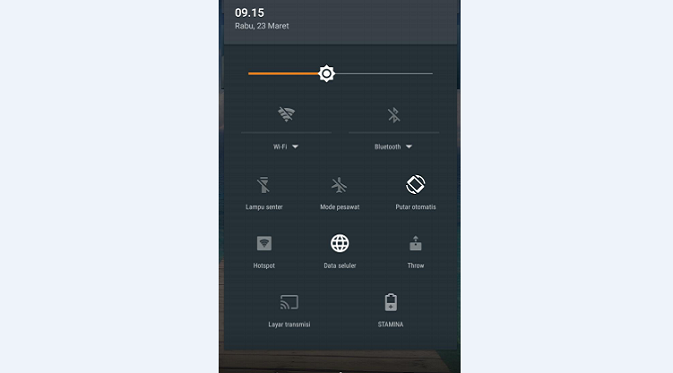 09.15
Rabu, 23 Maret
Wi-Fi
Bluetooth
Lampu senter
Mode pesawat
Putar otomatis
Hotspot
Data seluler
Throw
Layar transmisi
STAMINA